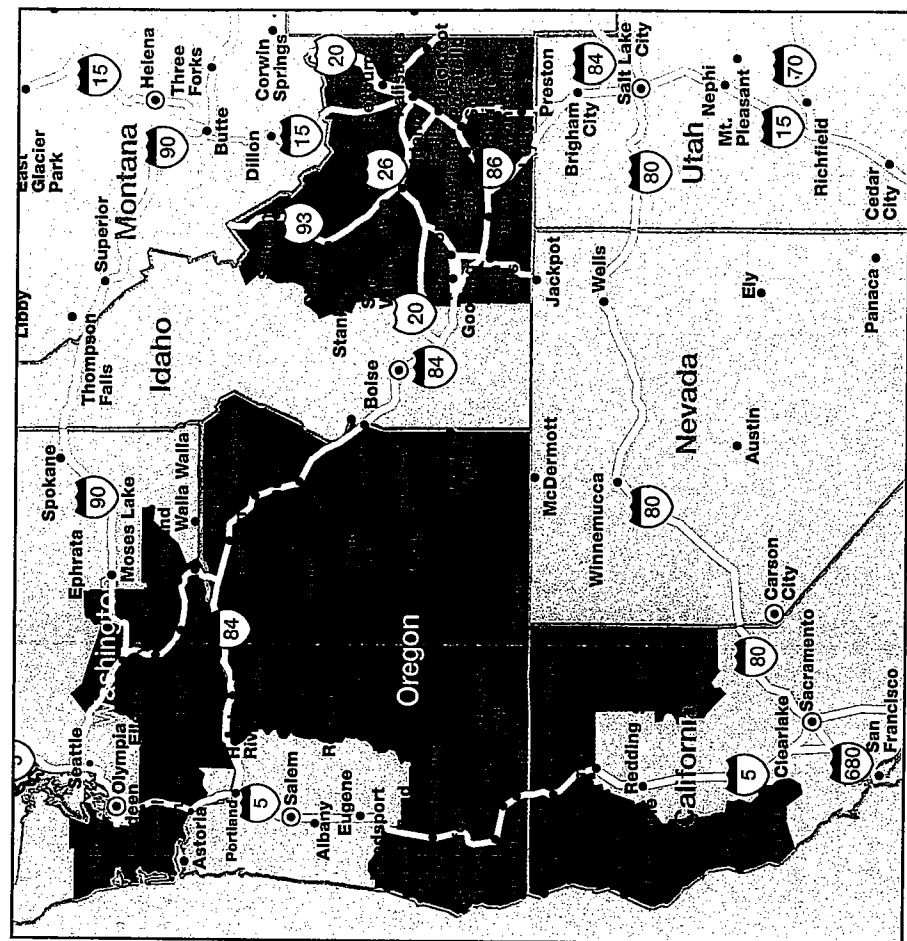 East
Glacier
Park
15
Helena
Three
Forks
Corwin
Springs
20
Libby
Superior
Montana
90
Butte
Dillon
15
Thompson
Falls
Idaho
93
26
86
20
84
Boise
Preston
84
Brigham
City
Salt Lake
City
Nephi
Mt.
Pleasant
70
15
Utah
80
Richfield
Cedar
City
Spokane
90
Ephrata
Moses Lake
Walla Walla
Washington
Seattle
Olympia
84
Oregon
Astoria
Portland
5
Salem
Albany
Eugene
McDermott
Jackpot
Wells
Ely
Panaca
Winnemucca
80
Nevada
Austin
Carson
City
80
Sacramento
Redding
California
5
Clearlake
680
San
Francisco